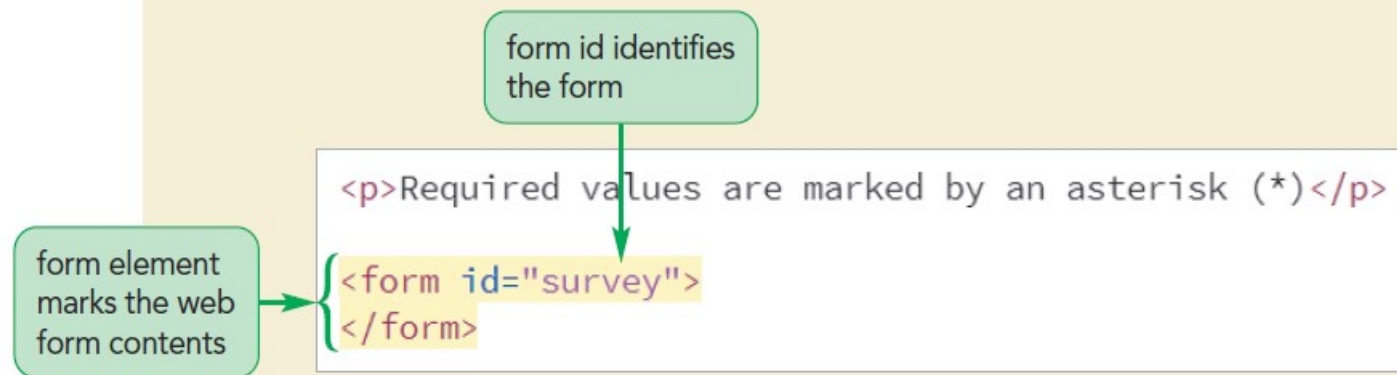 form id identifies
the form
<p>Required values are marked by an asterisk (*)</p>
form element
marks the web
form contents
<form id="survey">
</form>